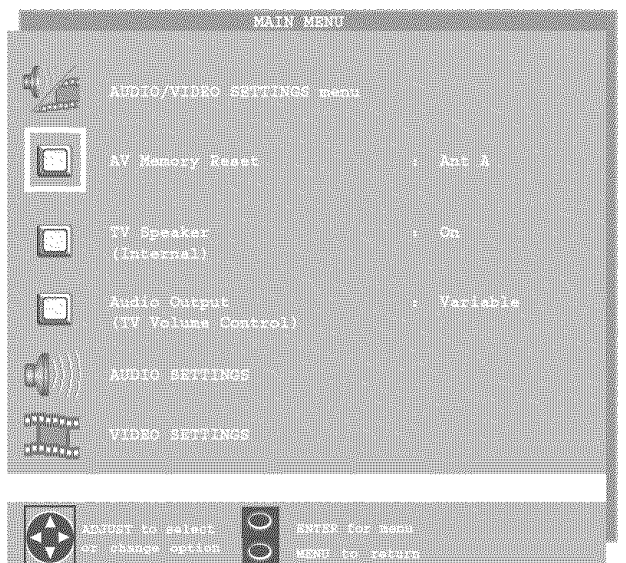 MAIN MENU
AUDIO/VIDEO SETTINGS menu
AV Memory Reset : Ant A
TV Speaker : On
(Internal)
Audio Output : Variable
(TV Volume Control)
AUDIO SETTINGS
VIDEO SETTINGS
ADJUST to select
or change option
ENTER for menu
MENU to return